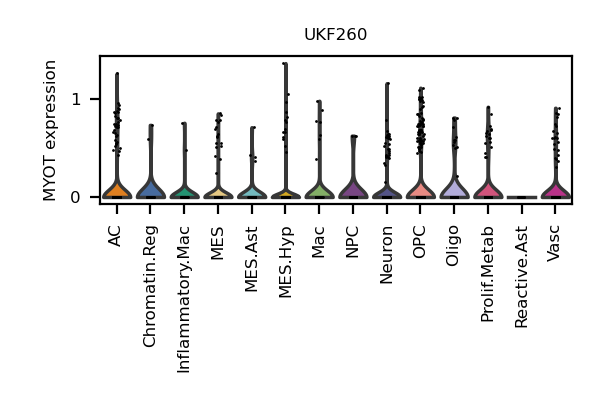 UKF260
MYOT expression
1
0
AC
Chromatin.Reg
Inflammatory.Mac
MES
MES.Ast
MES.Hyp
Mac
NPC
Neuron
OPC
Oligo
Prolif.Metab
Reactive.Ast
Vasc